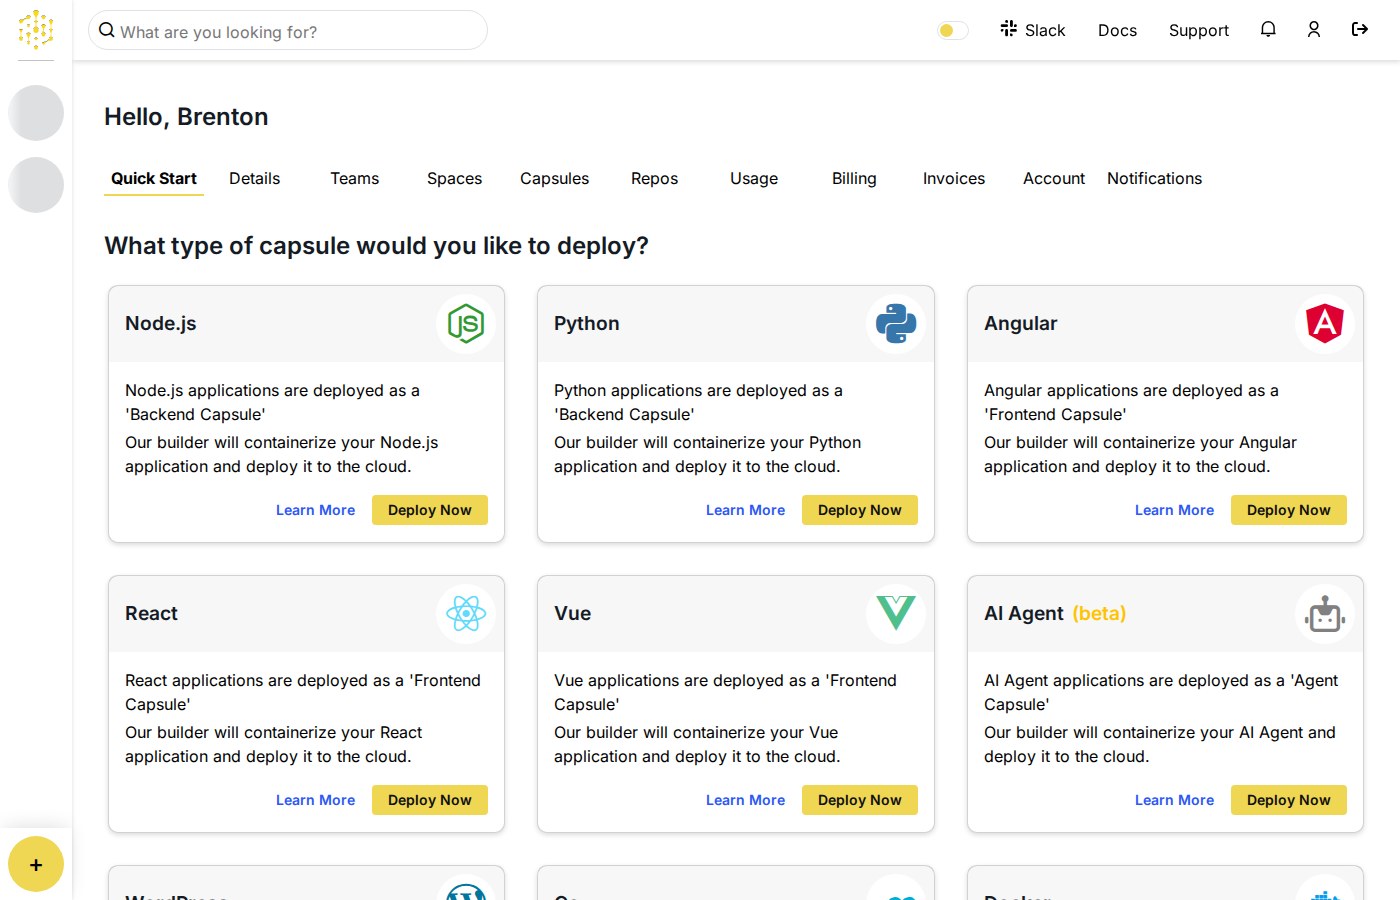 What are you looking for?
Slack
Docs
Support
Hello, Brenton
Quick Start
Details
Teams
Spaces
Capsules
Repos
Usage
Billing
Invoices
Account
Notifications
What type of capsule would you like to deploy?
Node.js
Node.js applications are deployed as a
'Backend Capsule'
Our builder will containerize your Node.js
application and deploy it to the cloud.
Learn More
Deploy Now
Python
Python applications are deployed as a
'Backend Capsule'
Our builder will containerize your Python
application and deploy it to the cloud.
Learn More
Deploy Now
Angular
Angular applications are deployed as a
'Frontend Capsule'
Our builder will containerize your Angular
application and deploy it to the cloud.
Learn More
Deploy Now
React
React applications are deployed as a 'Frontend
Capsule'
Our builder will containerize your React
application and deploy it to the cloud.
Learn More
Deploy Now
Vue
Vue applications are deployed as a 'Frontend
Capsule'
Our builder will containerize your Vue
application and deploy it to the cloud.
Learn More
Deploy Now
AI Agent (beta)
AI Agent applications are deployed as a 'Agent
Capsule'
Our builder will containerize your AI Agent and
deploy it to the cloud.
Learn More
Deploy Now
WordPress
Go
Docker